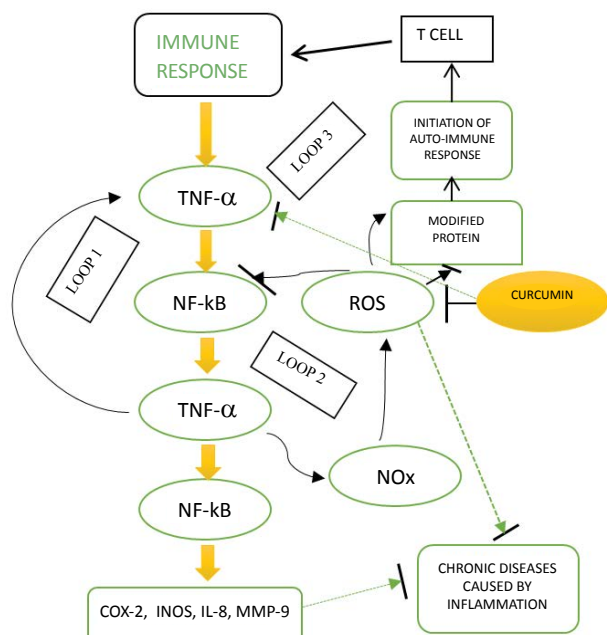 IMMUNE
RESPONSE
T CELL
INITIATION OF
AUTO-IMMUNE
RESPONSE
LOOP 3
TNF-α
MODIFIED
PROTEIN
LOOP 1
NF-kB
ROS
CURCUMIN
LOOP 2
TNF-α
NOx
NF-kB
CHRONIC DISEASES
CAUSED BY
INFLAMMATION
COX-2, INOS, IL-8, MMP-9